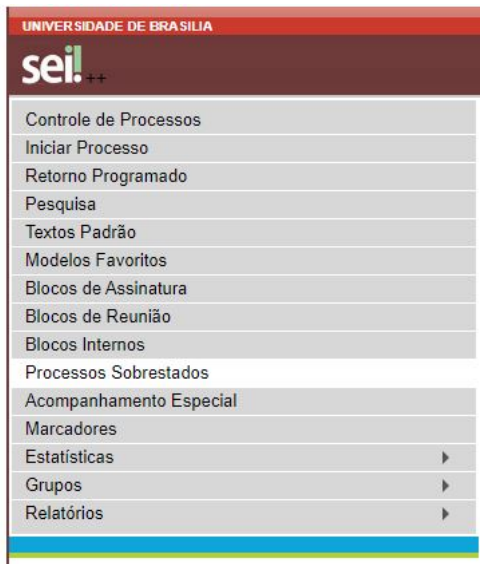 UNIVERSIDADE DE BRASILIA
sei!++
Controle de Processos
Iniciar Processo
Retorno Programado
Pesquisa
Textos Padrão
Modelos Favoritos
Blocos de Assinatura
Blocos de Reunião
Blocos Internos
Processos Sobrestados
Acompanhamento Especial
Marcadores
Estatísticas
Grupos
Relatórios